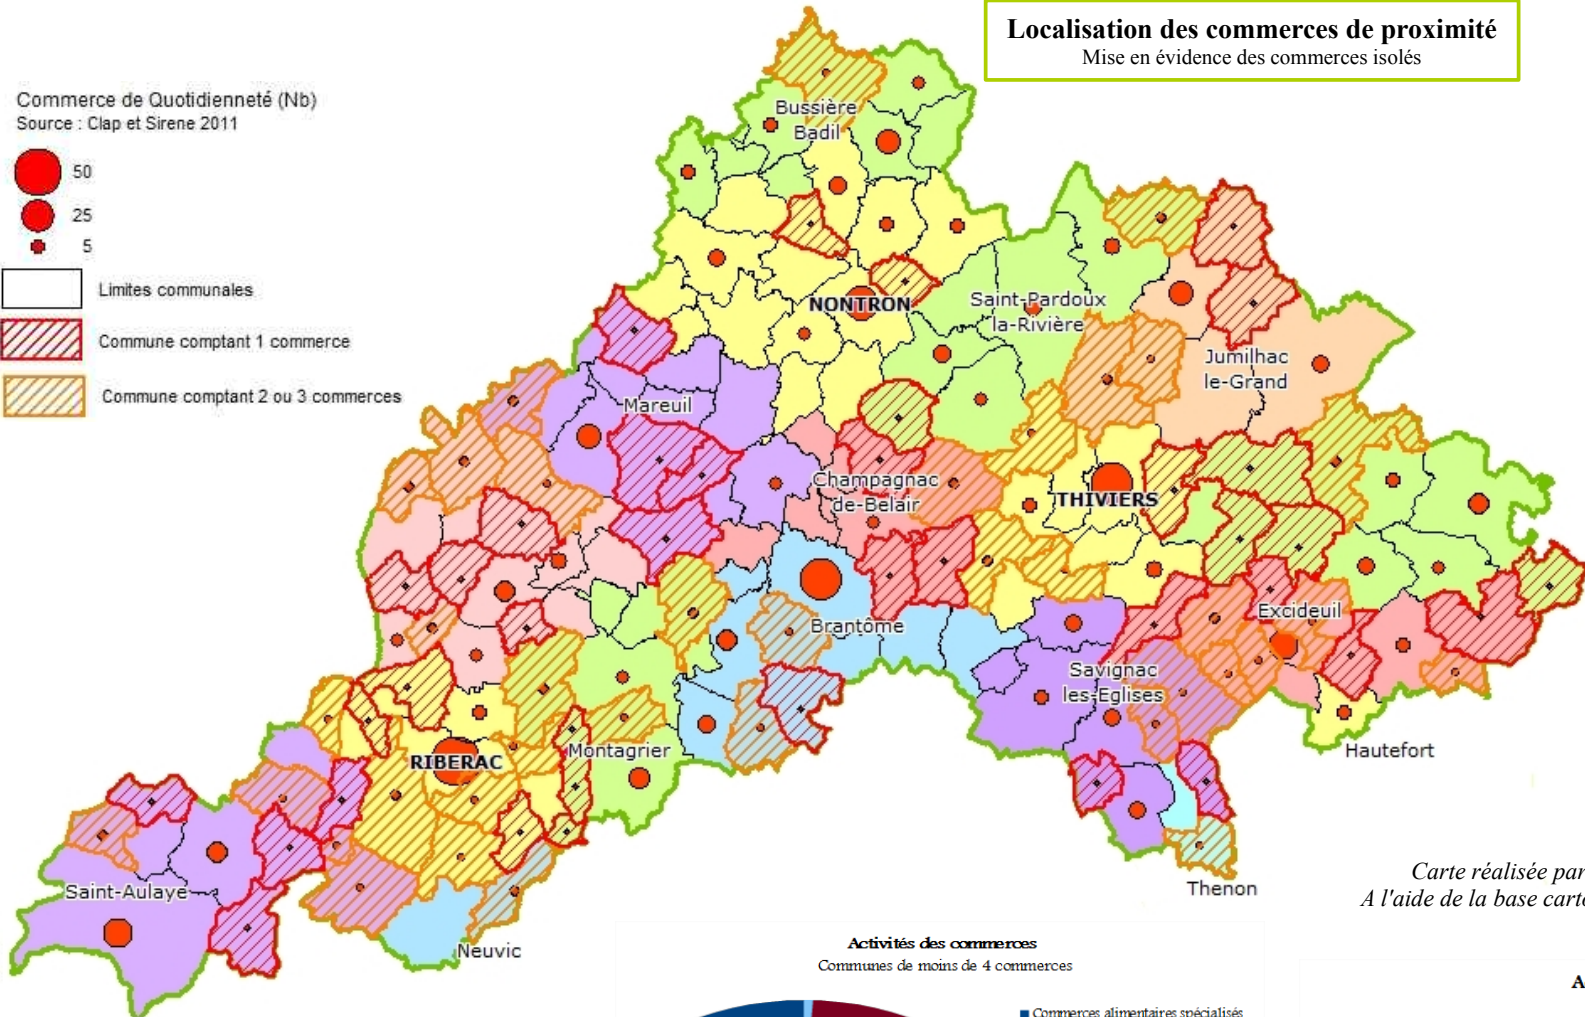 Localisation des commerces de proximité
Mise en évidence des commerces isolés
Commerce de Quotidienneté (Nb)
Source : Clap et Sirene 2011
50
25
5
Limites communales
Commune comptant 1 commerce
Commune comptant 2 ou 3 commerces
Bussière
Badil
NONTRON
Saint-Pardoux
la-Rivière
Jumilhac
le-Grand
Mareuil
Champagnac
de-Belair
THIVIERS
Brantôme
Excideuil
Savignac
les-Eglises
Hautefort
RIBERAC
Montagrier
Saint-Aulaye
Neuvic
Thenon
Carte réalisée par
A l'aide de la base carto
Activités des commerces
Communes de moins de 4 commerces
Commerces alimentaires spécialisés
A